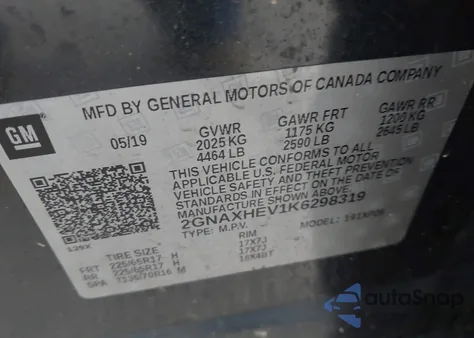 MFD BY GENERAL MOTORS OF CANADA COMPANY
GM
05/19 GVWR GAWR FRT GAWR RR
2025 KG 1175 KG 1200 KG
4464 LB 2590 LB 2645 LB
THIS VEHICLE CONFORMS TO ALL
APPLICABLE U.S. FEDERAL MOTOR
VEHICLE SAFETY AND THEFT PREVENTION
STANDARDS IN EFFECT ON THE DATE OF
MANUFACTURE SHOWN ABOVE.
2GNAXHEV1K6298319
TYPE: M.P.V. MODEL:
TIRE SIZE RIM
FRT 225/65R17 H 17X7J
RR 225/65R17 H 17X7J
SPA T135/70R16 M 16X4BT
autoSnap